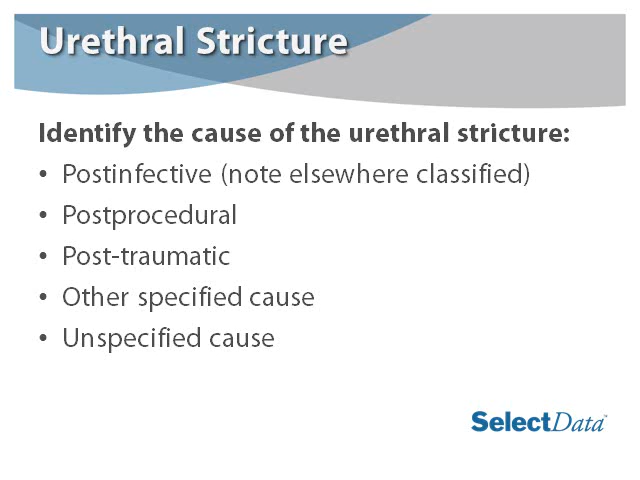 Urethral Stricture
Identify the cause of the urethral stricture:
• Postinfective (note elsewhere classified)
• Postprocedural
• Post-traumatic
• Other specified cause
• Unspecified cause
SelectData™